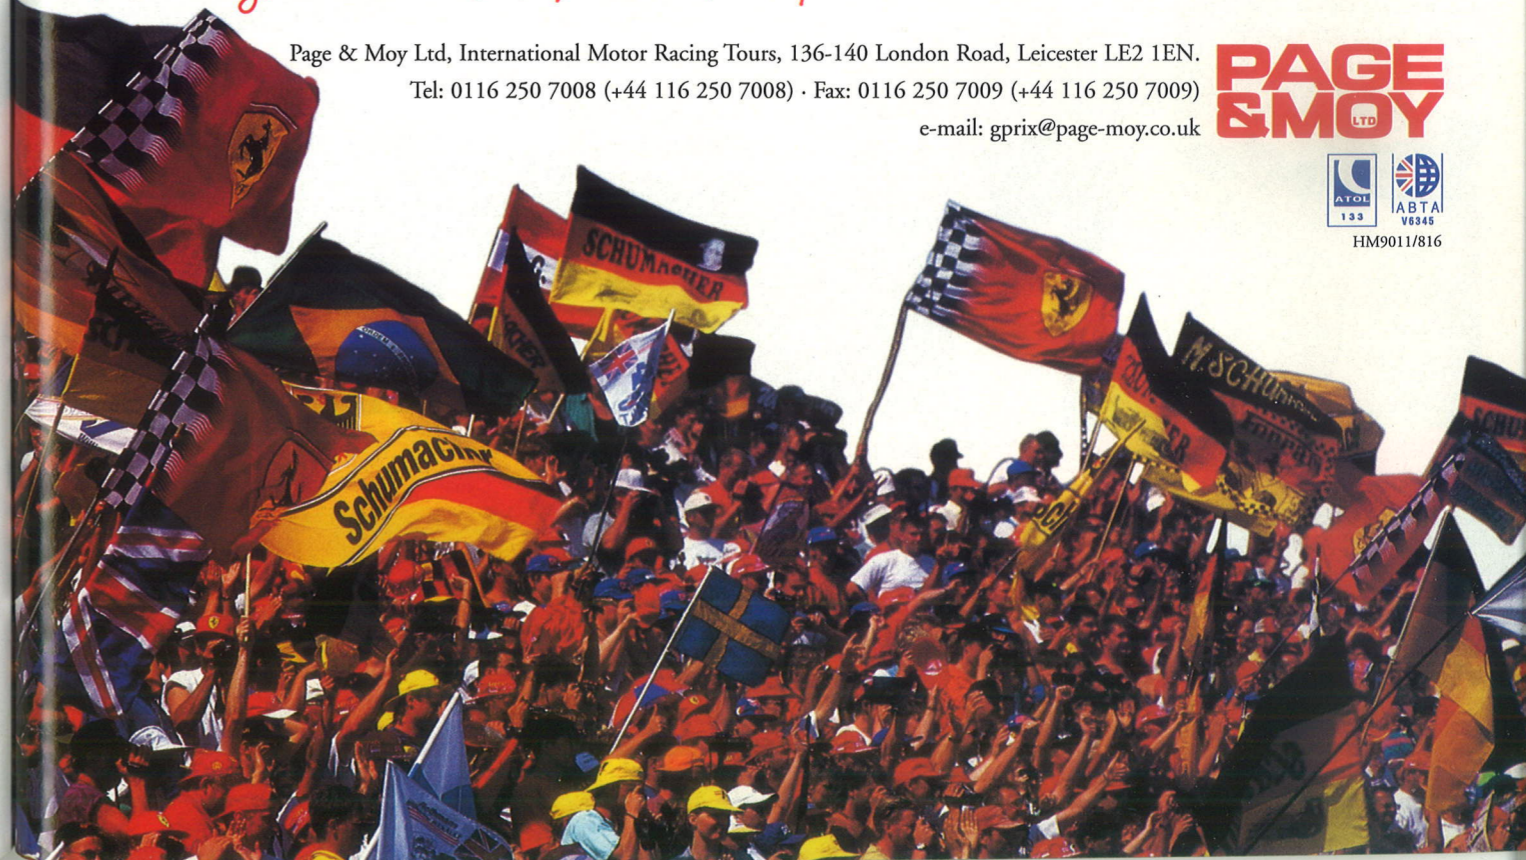 Page & Moy Ltd, International Motor Racing Tours, 136-140 London Road, Leicester LE2 1EN.
Tel: 0116 250 7008 (+44 116 250 7008) · Fax: 0116 250 7009 (+44 116 250 7009)
e-mail: gprix@page-moy.co.uk
PAGE
&MOY
LTD
ATOL
133
ABTA
V6345
HM9011/816
SCHUMACHER
M.SCHUM
Schumacher